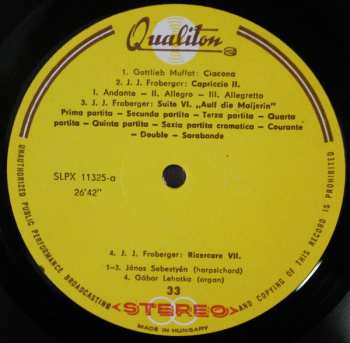 Qualiton
1. Gottlieb Muffat: Ciacona
2. J. J. Froberger: Capriccio II.
I. Andante – II. Allegro – III. Allegretto
3. J. J. Froberger: Suite VI. „Auff die Maijerin"
Prima partita – Secunda partita – Terza partita – Quarta
partita – Quinta partita – Sexta partita cromatica – Courante
– Double – Sarabande
SLPX 11325-a
26'42"
4. J. J. Froberger: Ricercare VII.
1–3. János Sebestyén (harpsichord)
4. Gábor Lehotka (organ)
33
STEREO
MADE IN HUNGARY
UNAUTHORIZED PUBLIC PERFORMANCE BROADCASTING AND COPYING OF THIS RECORD IS PROHIBITED